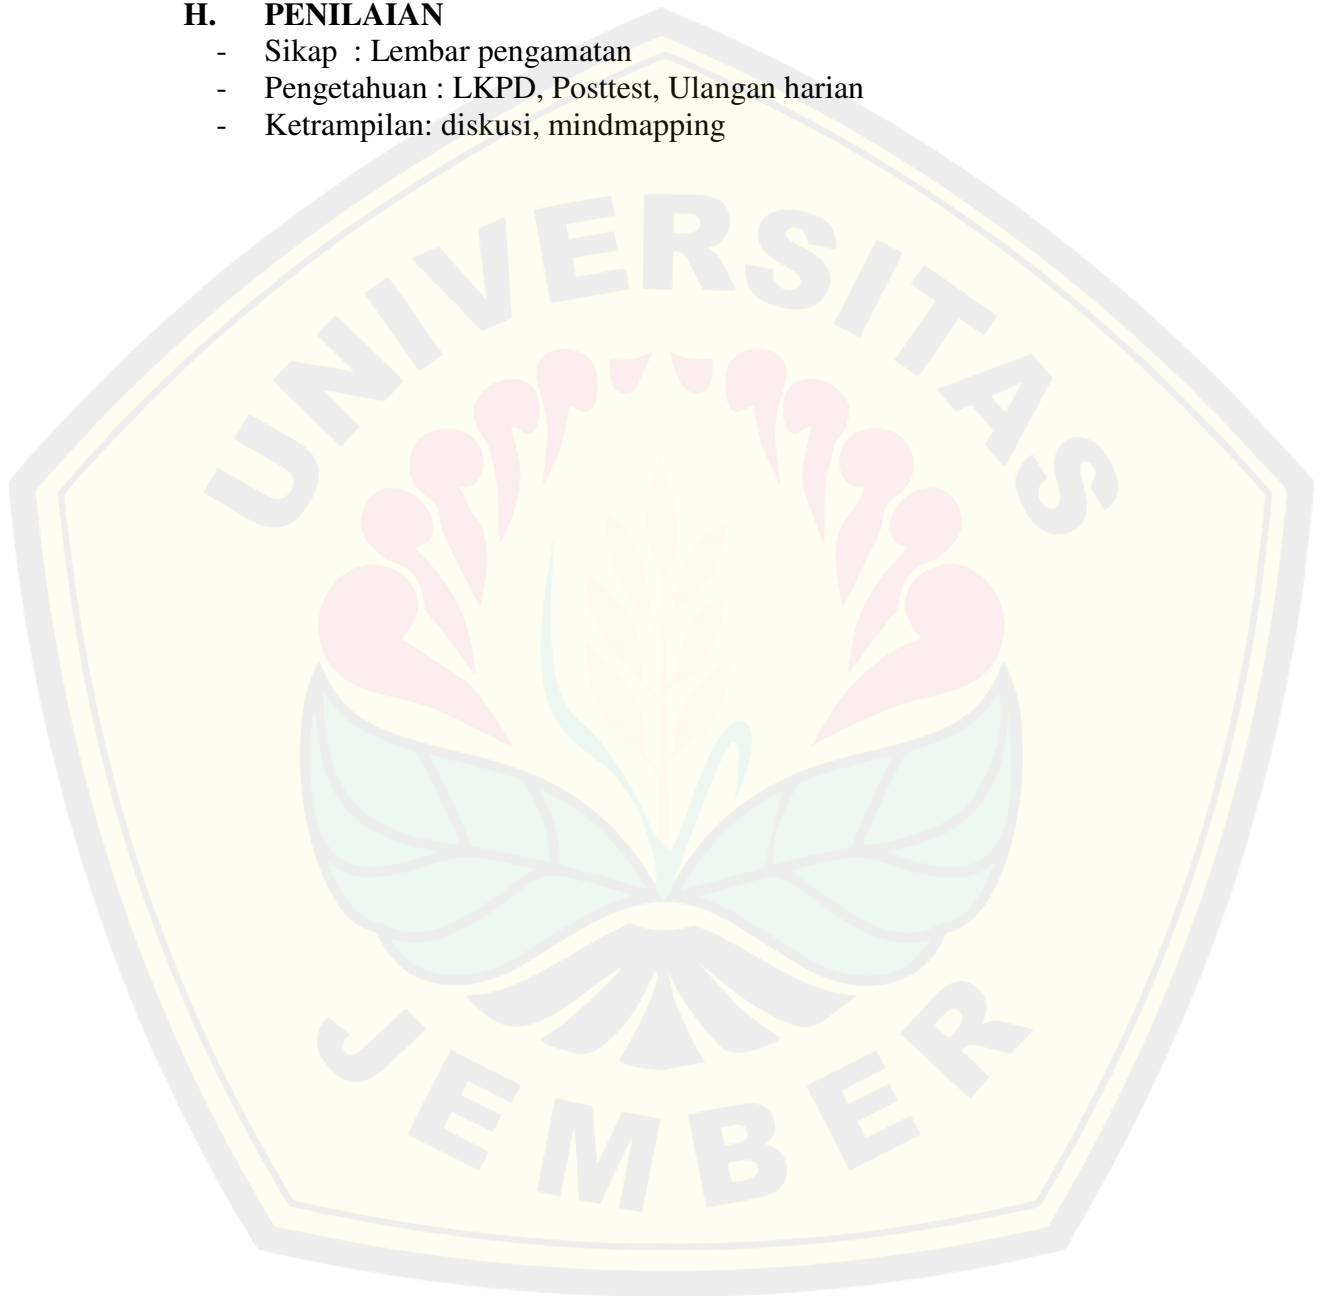 H. PENILAIAN
- Sikap : Lembar pengamatan
- Pengetahuan : LKPD, Posttest, Ulangan harian
- Ketrampilan: diskusi, mindmapping
UNIVERSITAS
JEMBER